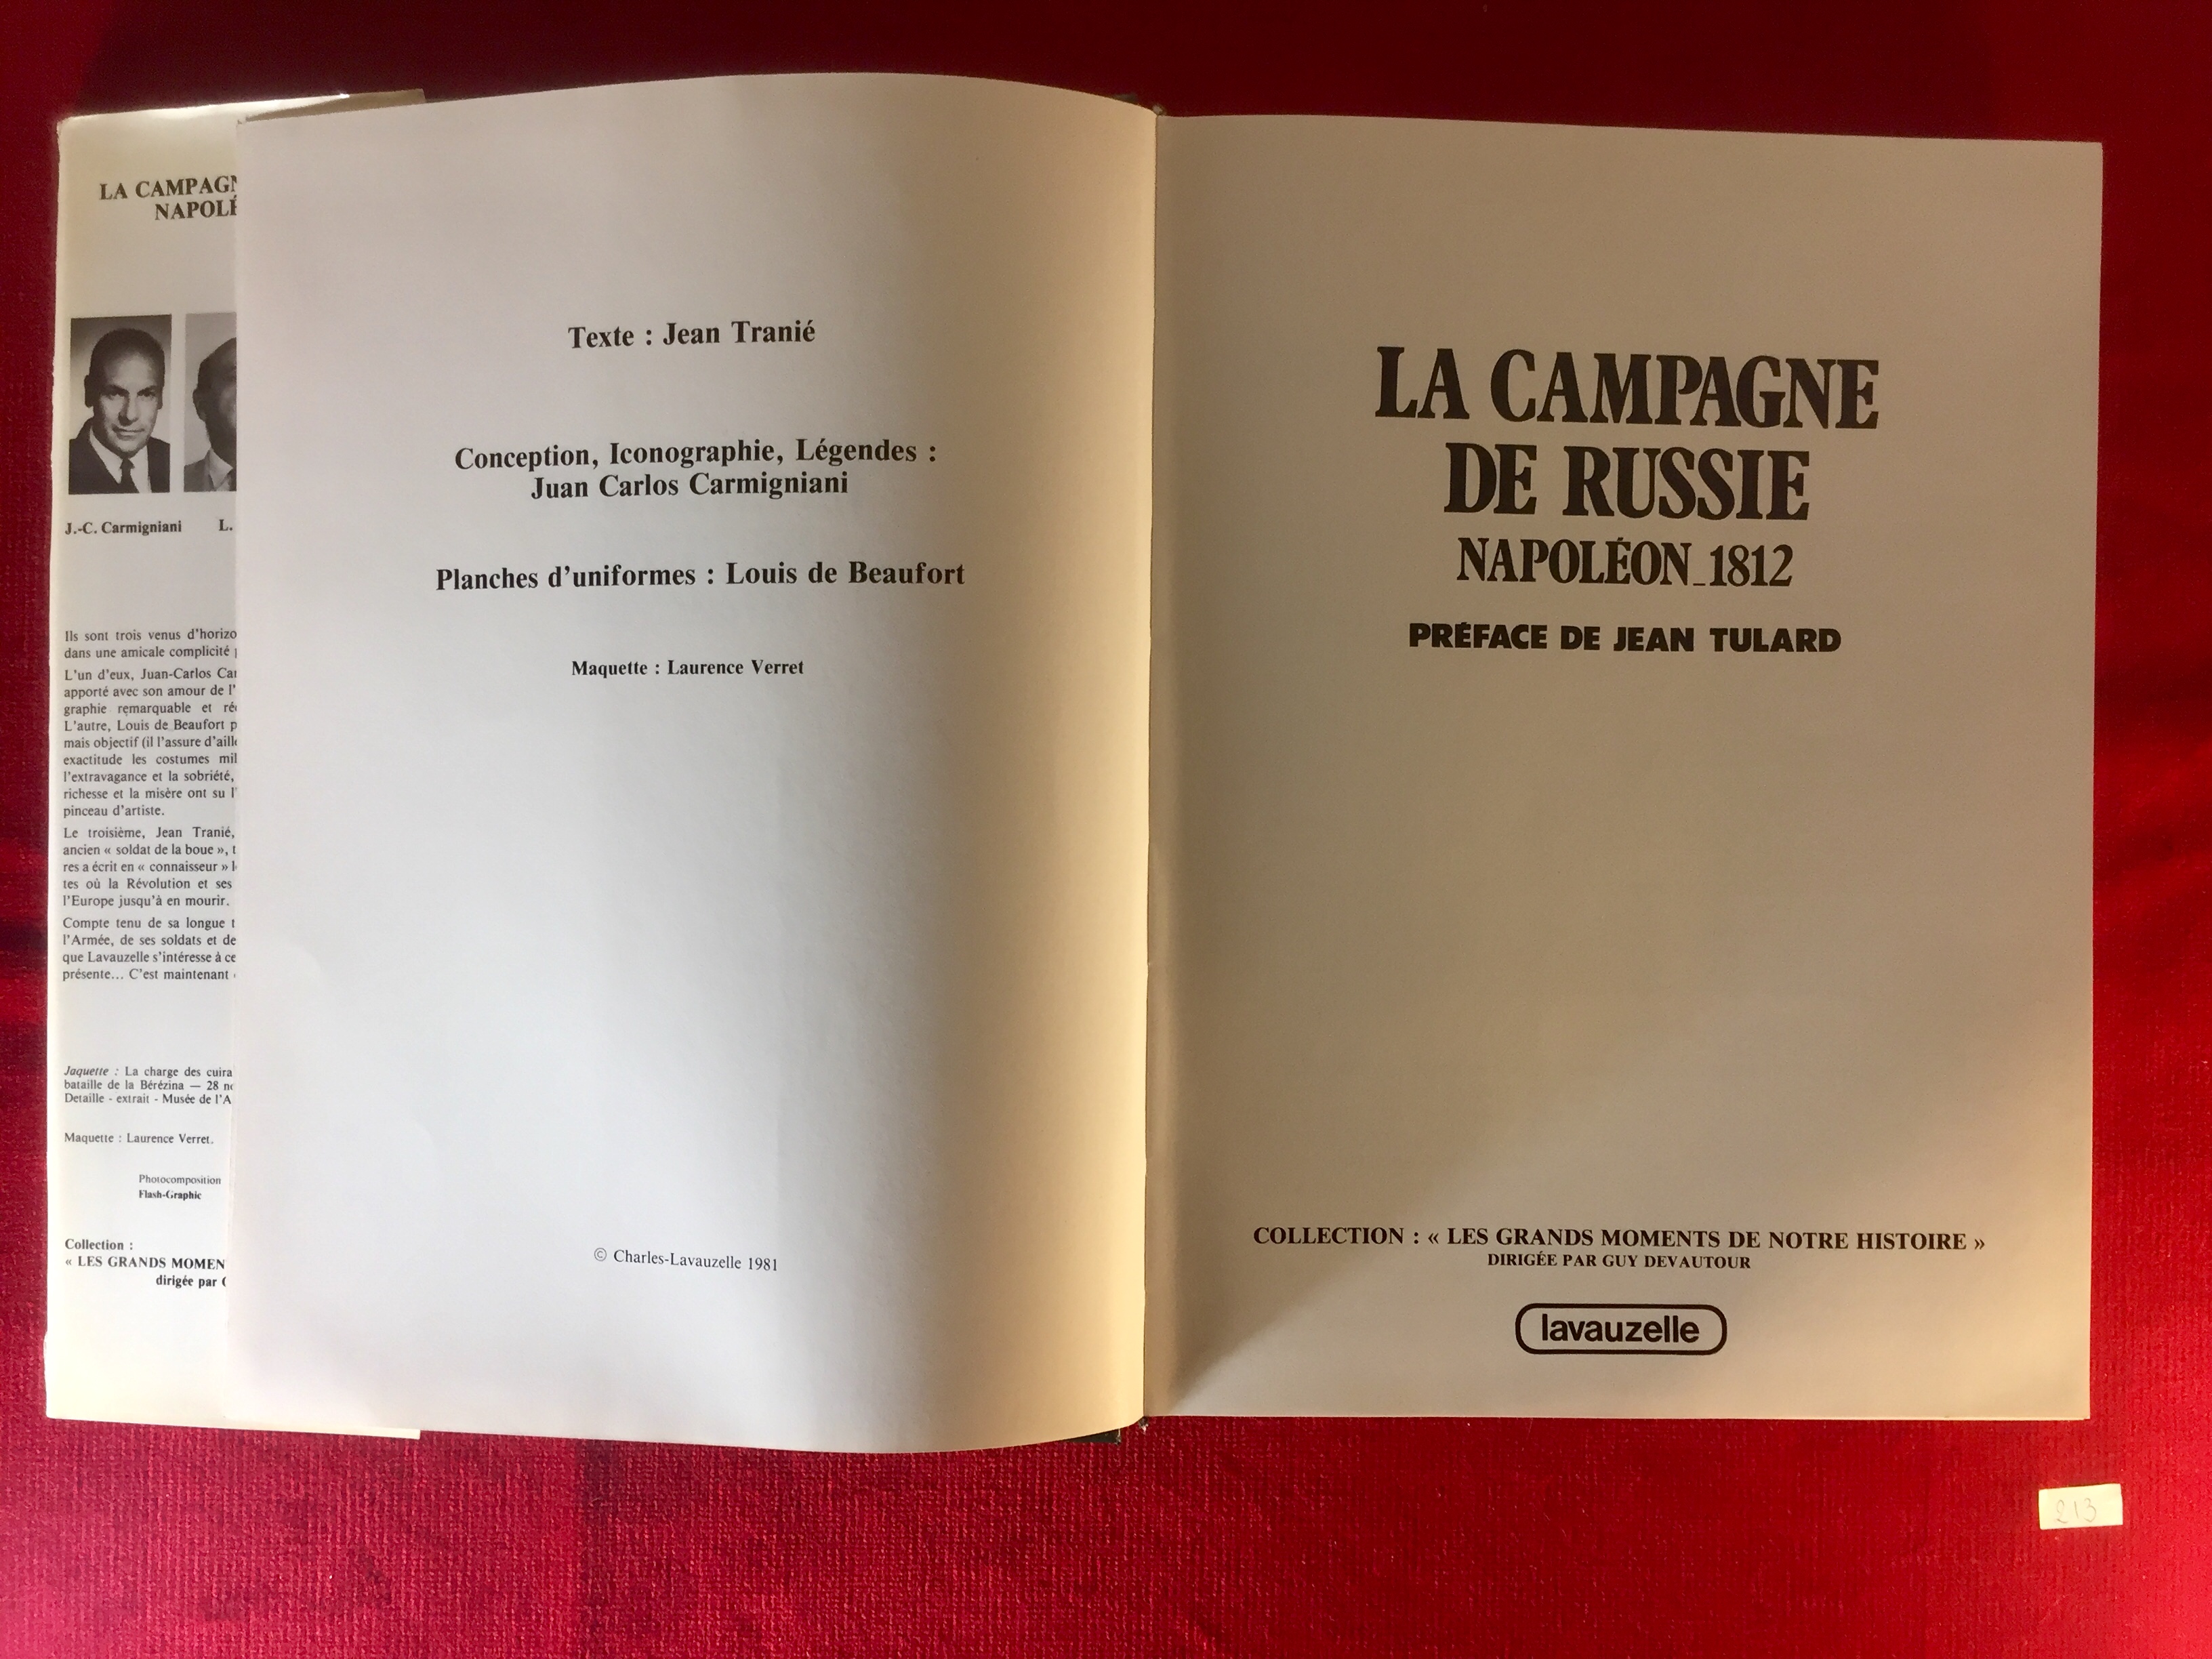 LA CAMPAGN
NAPOLÉ
J.-C. Carmigniani L.
Ils sont trois venus d'horizo
dans une amicale complicité
L'un d'eux, Juan-Carlos Car
apporté avec son amour de l'
graphie remarquable et ré
L'autre, Louis de Beaufort p
mais objectif (il l'assure d'aille
exactitude les costumes mil
l'extravagance et la sobriété,
richesse et la misère ont su l'
pinceau d'artiste.
Le troisième, Jean Tranié,
ancien « soldat de la boue », t
res a écrit en « connaisseur » l
tes où la Révolution et ses
l'Europe jusqu'à en mourir.
Compte tenu de sa longue t
l'Armée, de ses soldats et de
que Lavauzelle s'intéresse à ce
présente... C'est maintenant
Jaquette : La charge des cuira
bataille de la Bérézina — 28 n
Detaille - extrait - Musée de l'A
Maquette : Laurence Verret.
Photocomposition
Flash-Graphic
Collection :
« LES GRANDS MOMEN
dirigée par
Texte : Jean Tranié
Conception, Iconographie, Légendes :
Juan Carlos Carmigniani
Planches d'uniformes : Louis de Beaufort
Maquette : Laurence Verret
© Charles-Lavauzelle 1981
LA CAMPAGNE
DE RUSSIE
NAPOLÉON_1812
PRÉFACE DE JEAN TULARD
COLLECTION : « LES GRANDS MOMENTS DE NOTRE HISTOIRE »
DIRIGÉE PAR GUY DEVAUTOUR
lavauzelle
213